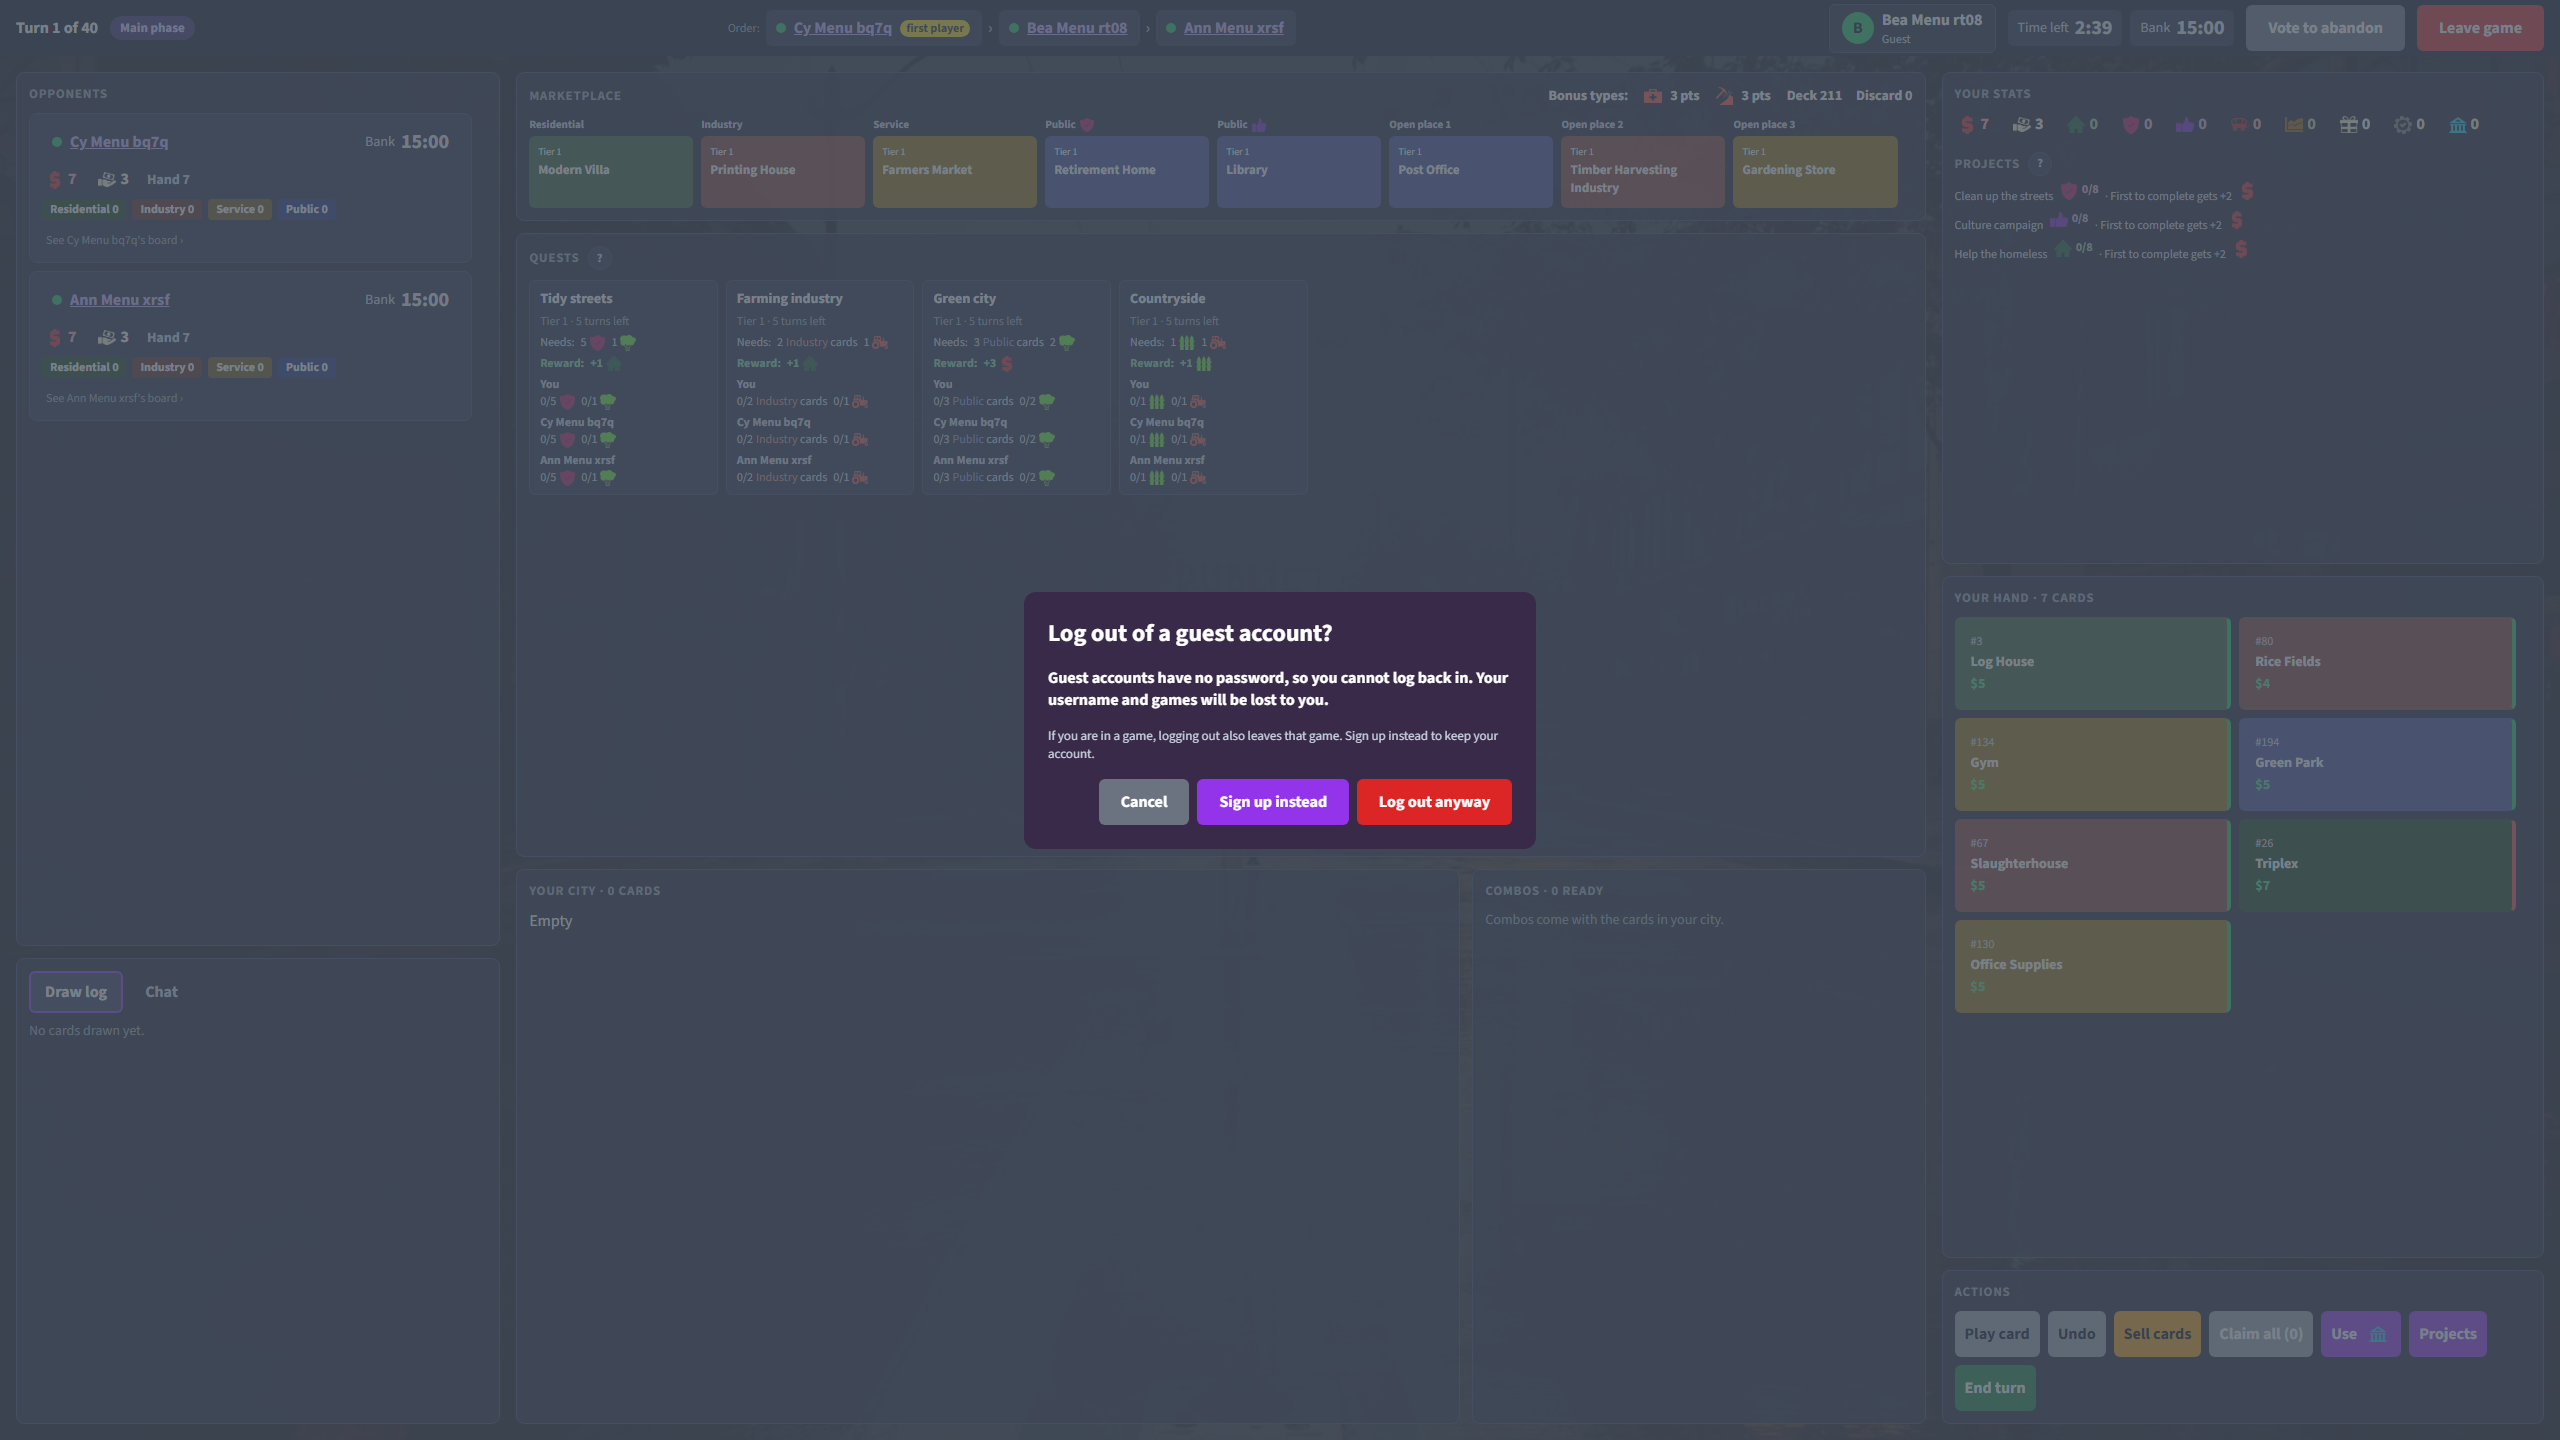 Turn 1 of 40 Main phase
Order: Cy Menu bq7q first player › Bea Menu rt08 › Ann Menu xrsf
B Bea Menu rt08
Guest
Time left 2:39 Bank 15:00 Vote to abandon Leave game
OPPONENTS
Cy Menu bq7q Bank 15:00
7 3 Hand 7
Residential 0 Industry 0 Service 0 Public 0
See Cy Menu bq7q's board ›
Ann Menu xrsf Bank 15:00
7 3 Hand 7
Residential 0 Industry 0 Service 0 Public 0
See Ann Menu xrsf's board ›
Draw log Chat
No cards drawn yet.
MARKETPLACE Bonus types: 3 pts 3 pts Deck 211 Discard 0
Residential
Tier 1
Modern Villa
Industry
Tier 1
Printing House
Service
Tier 1
Farmers Market
Public
Tier 1
Retirement Home
Public
Tier 1
Library
Open place 1
Tier 1
Post Office
Open place 2
Tier 1
Timber Harvesting
Industry
Open place 3
Tier 1
Gardening Store
QUESTS ?
Tidy streets
Tier 1 · 5 turns left
Needs: 5 1
Reward: +1
You
0/5 0/1
Cy Menu bq7q
0/5 0/1
Ann Menu xrsf
0/5 0/1
Farming industry
Tier 1 · 5 turns left
Needs: 2 Industry cards 1
Reward: +1
You
0/2 Industry cards 0/1
Cy Menu bq7q
0/2 Industry cards 0/1
Ann Menu xrsf
0/2 Industry cards 0/1
Green city
Tier 1 · 5 turns left
Needs: 3 Public cards 2
Reward: +3
You
0/3 Public cards 0/2
Cy Menu bq7q
0/3 Public cards 0/2
Ann Menu xrsf
0/3 Public cards 0/2
Countryside
Tier 1 · 5 turns left
Needs: 1 1
Reward: +1
You
0/1 0/1
Cy Menu bq7q
0/1 0/1
Ann Menu xrsf
0/1 0/1
Log out of a guest account?
Guest accounts have no password, so you cannot log back in. Your
username and games will be lost to you.
If you are in a game, logging out also leaves that game. Sign up instead to keep your
account.
Cancel Sign up instead Log out anyway
YOUR CITY · 0 CARDS
Empty
COMBOS · 0 READY
Combos come with the cards in your city.
YOUR STATS
7 3 0 0 0 0 0 0 0 0
PROJECTS ?
Clean up the streets 0/8 · First to complete gets +2
Culture campaign 0/8 · First to complete gets +2
Help the homeless 0/8 · First to complete gets +2
YOUR HAND · 7 CARDS
#3
Log House
$5
#80
Rice Fields
$4
#134
Gym
$5
#194
Green Park
$5
#67
Slaughterhouse
$5
#26
Triplex
$7
#130
Office Supplies
$5
ACTIONS
Play card Undo Sell cards Claim all (0) Use Projects
End turn